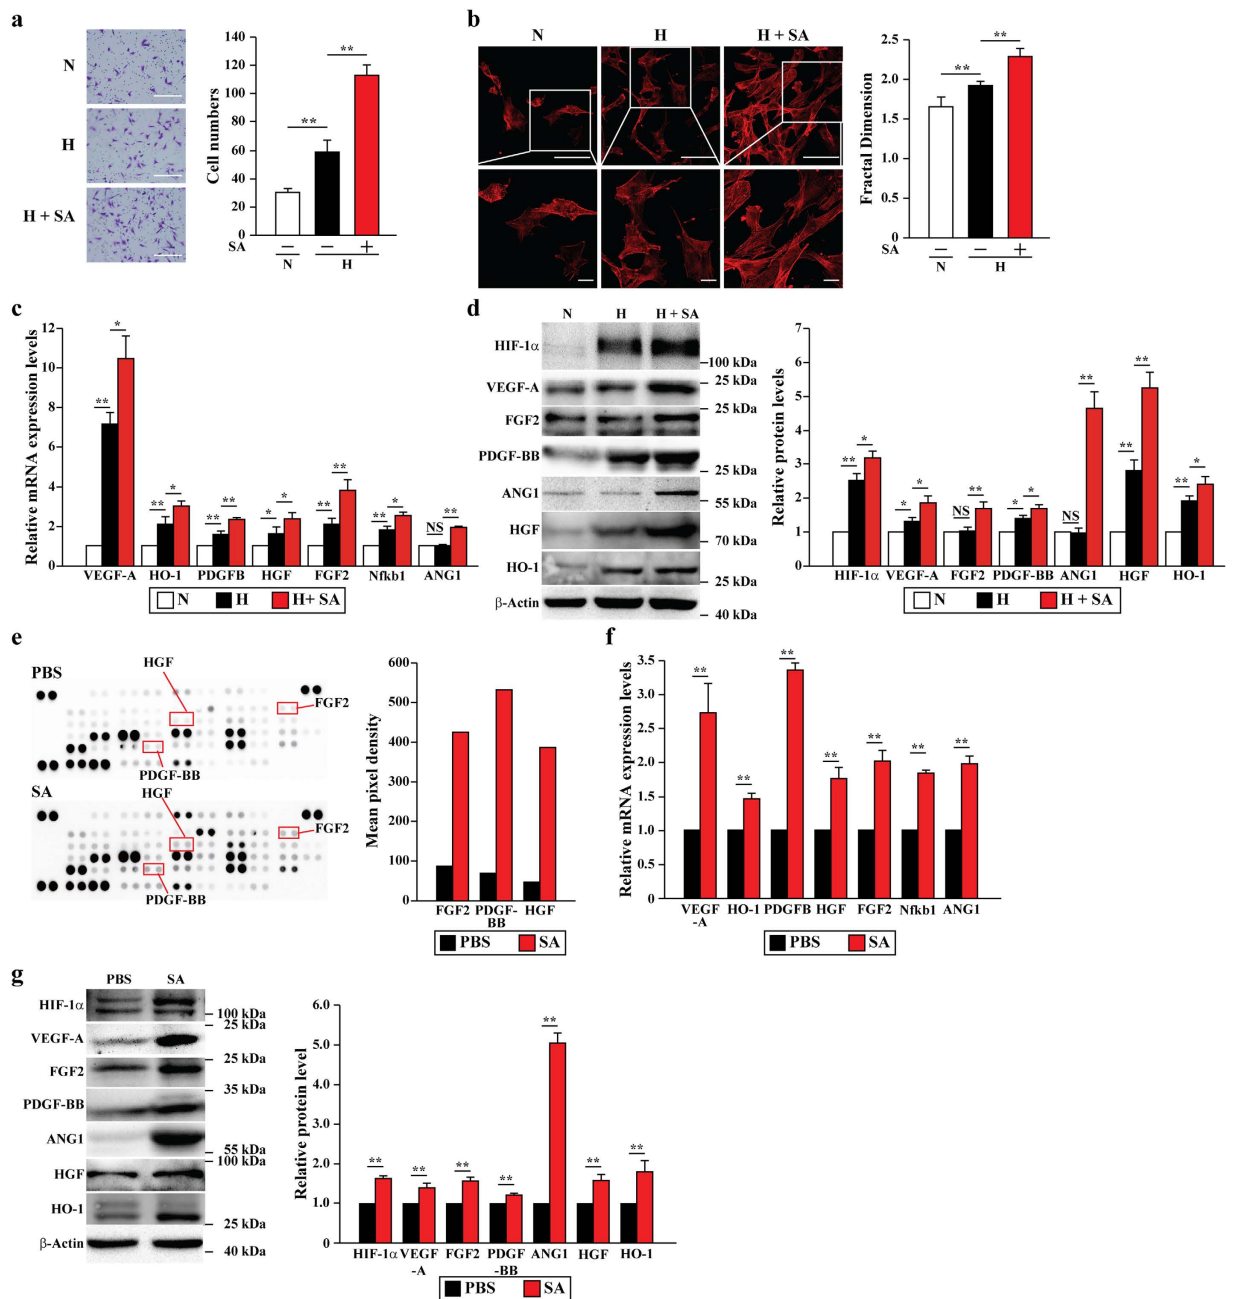 a
N
H
H + SA
Cell numbers
140
120
100
80
60
40
20
0
**
**
SA
−
−
+
N
H
b
N
H
H + SA
Fractal Dimension
2.5
2.0
1.5
1.0
0.5
0
**
**
SA
−
−
+
N
H
c
Relative mRNA expression levels
12
10
8
6
4
2
0
**
*
**
*
**
**
*
*
**
**
**
*
NS
**
VEGF-A
HO-1
PDGFB
HGF
FGF2
Nfkb1
ANG1
N
H
H+ SA
d
N
H
H + SA
HIF-1α
100 kDa
VEGF-A
25 kDa
FGF2
25 kDa
PDGF-BB
25 kDa
ANG1
55 kDa
HGF
70 kDa
HO-1
25 kDa
β-Actin
40 kDa
Relative protein levels
7
6
5
4
3
2
1
0
**
*
*
*
NS
**
*
*
NS
**
**
**
**
*
HIF-1α
VEGF-A
FGF2
PDGF-BB
ANG1
HGF
HO-1
N
H
H + SA
e
PBS
HGF
FGF2
PDGF-BB
SA
HGF
FGF2
PDGF-BB
Mean pixel density
600
500
400
300
200
100
0
FGF2
PDGF-
BB
HGF
PBS
SA
f
Relative mRNA expression levels
3.5
3.0
2.5
2.0
1.5
1.0
0
**
**
**
**
**
**
**
VEGF
-A
HO-1
PDGFB
HGF
FGF2
Nfkb1
ANG1
PBS
SA
g
PBS
SA
HIF-1α
100 kDa
25 kDa
VEGF-A
25 kDa
FGF2
35 kDa
PDGF-BB
ANG1
55 kDa
100 kDa
HGF
HO-1
25 kDa
β-Actin
40 kDa
Relative protein level
6.0
5.0
4.0
3.0
2.0
1.0
0
**
**
**
**
**
**
**
HIF-1α
VEGF
-A
FGF2
PDGF
-BB
ANG1
HGF
HO-1
PBS
SA